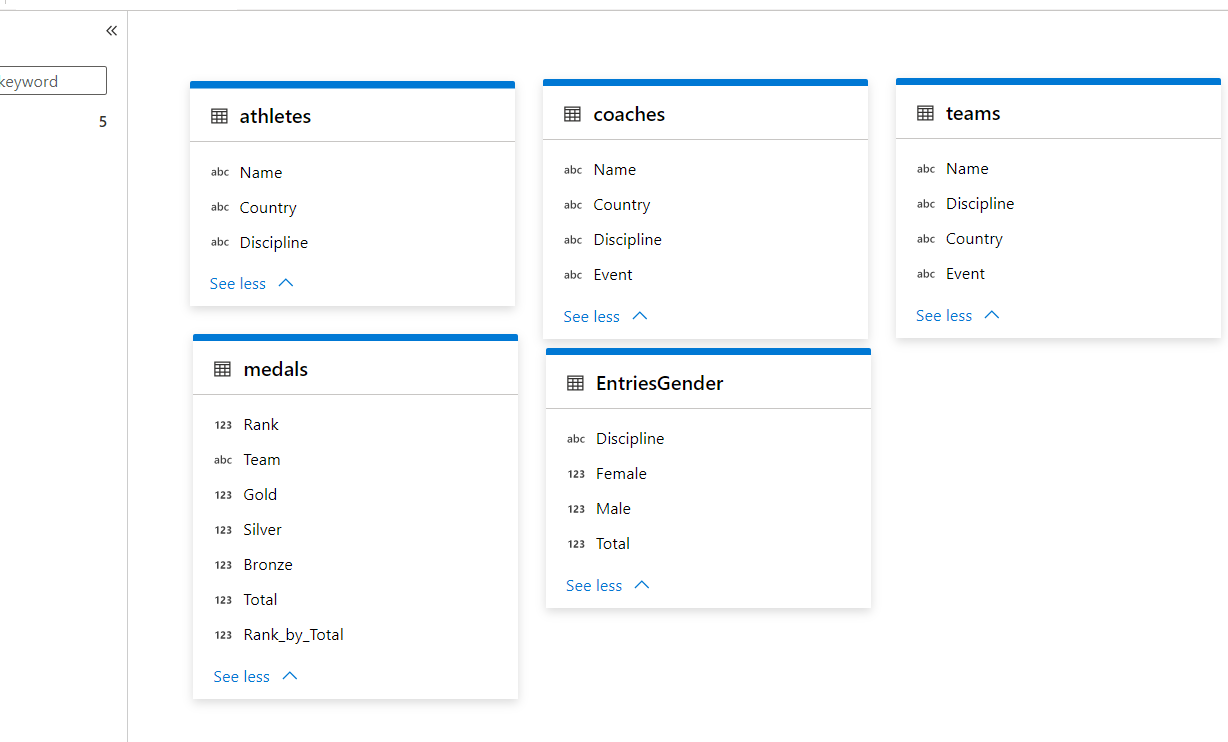 «
keyword
5
athletes
abc Name
abc Country
abc Discipline
See less
coaches
abc Name
abc Country
abc Discipline
abc Event
See less
teams
abc Name
abc Discipline
abc Country
abc Event
See less
medals
123 Rank
abc Team
123 Gold
123 Silver
123 Bronze
123 Total
123 Rank_by_Total
See less
EntriesGender
abc Discipline
123 Female
123 Male
123 Total
See less